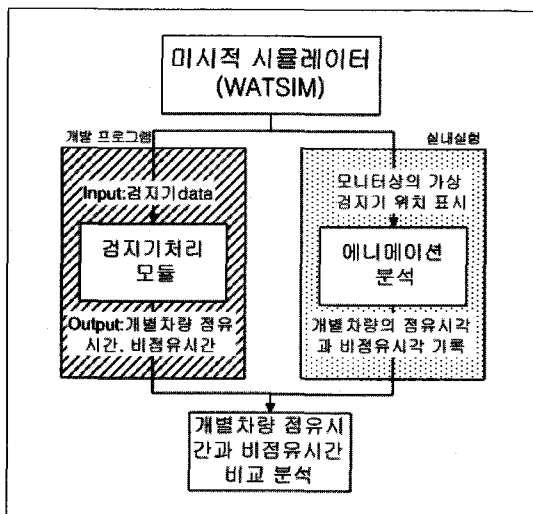 미시적 시뮬레이터
(WATSIM)
개발 프로그램
실내실험
Input:검지기data
검지기처리
모듈
Output:개별차량 점유
시간, 비점유시간
모니터상의 가상
검지기 위치 표시
에니메이션
분석
개별차량의 점유시각
과 비점유시각 기록
개별차량 점유시
간과 비점유시간
비교 분석